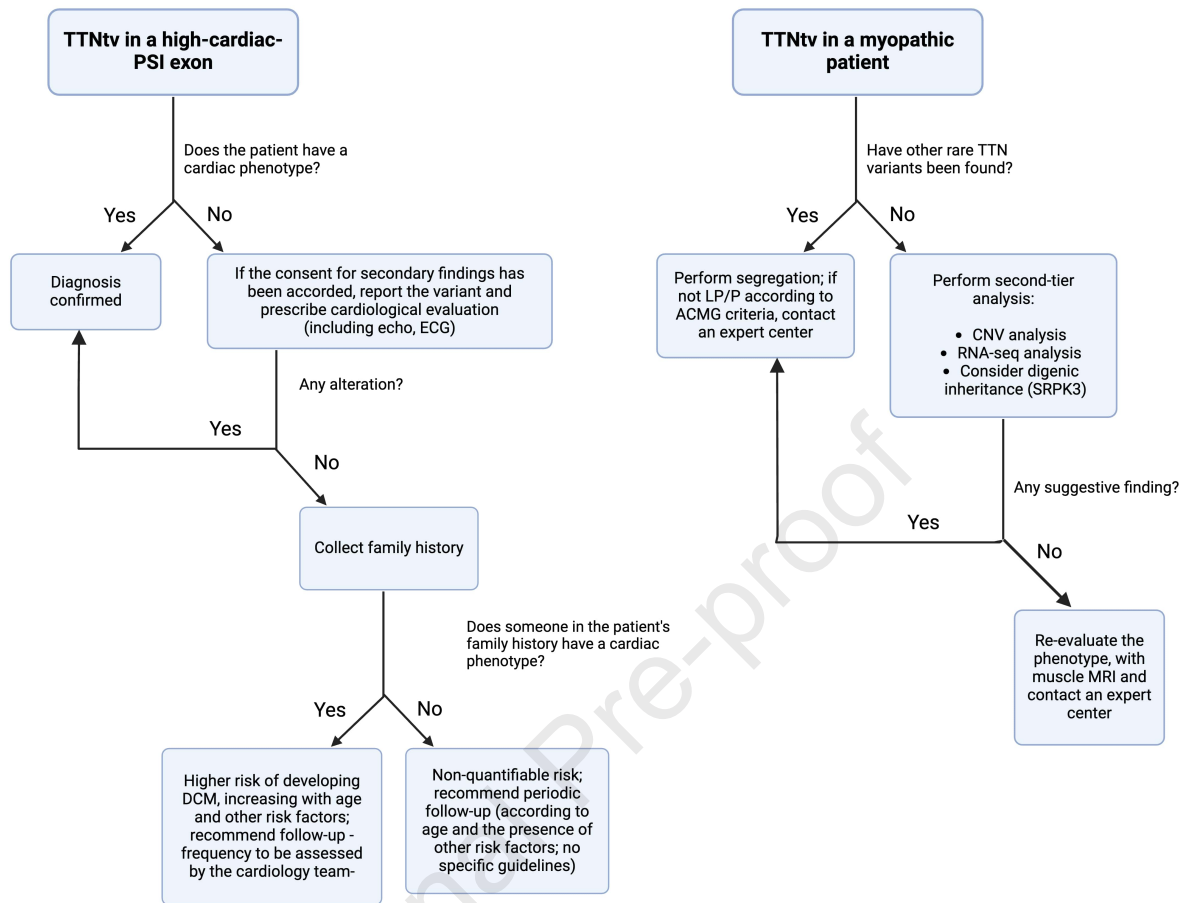 TTNtv in a high-cardiac-
PSI exon
Does the patient have a
cardiac phenotype?
Yes
No
Diagnosis
confirmed
If the consent for secondary findings has
been accorded, report the variant and
prescribe cardiological evaluation
(including echo, ECG)
Any alteration?
Yes
No
Collect family history
Does someone in the patient's
family history have a cardiac
phenotype?
Yes
No
Higher risk of developing
DCM, increasing with age
and other risk factors;
recommend follow-up -
frequency to be assessed
by the cardiology team-
Non-quantifiable risk;
recommend periodic
follow-up (according to
age and the presence of
other risk factors; no
specific guidelines)
TTNtv in a myopathic
patient
Have other rare TTN
variants been found?
Yes
No
Perform segregation; if
not LP/P according to
ACMG criteria, contact
an expert center
Perform second-tier
analysis:
• CNV analysis
• RNA-seq analysis
• Consider digenic
inheritance (SRPK3)
Any suggestive finding?
Yes
No
Re-evaluate the
phenotype, with
muscle MRI and
contact an expert
center
Pre-proof